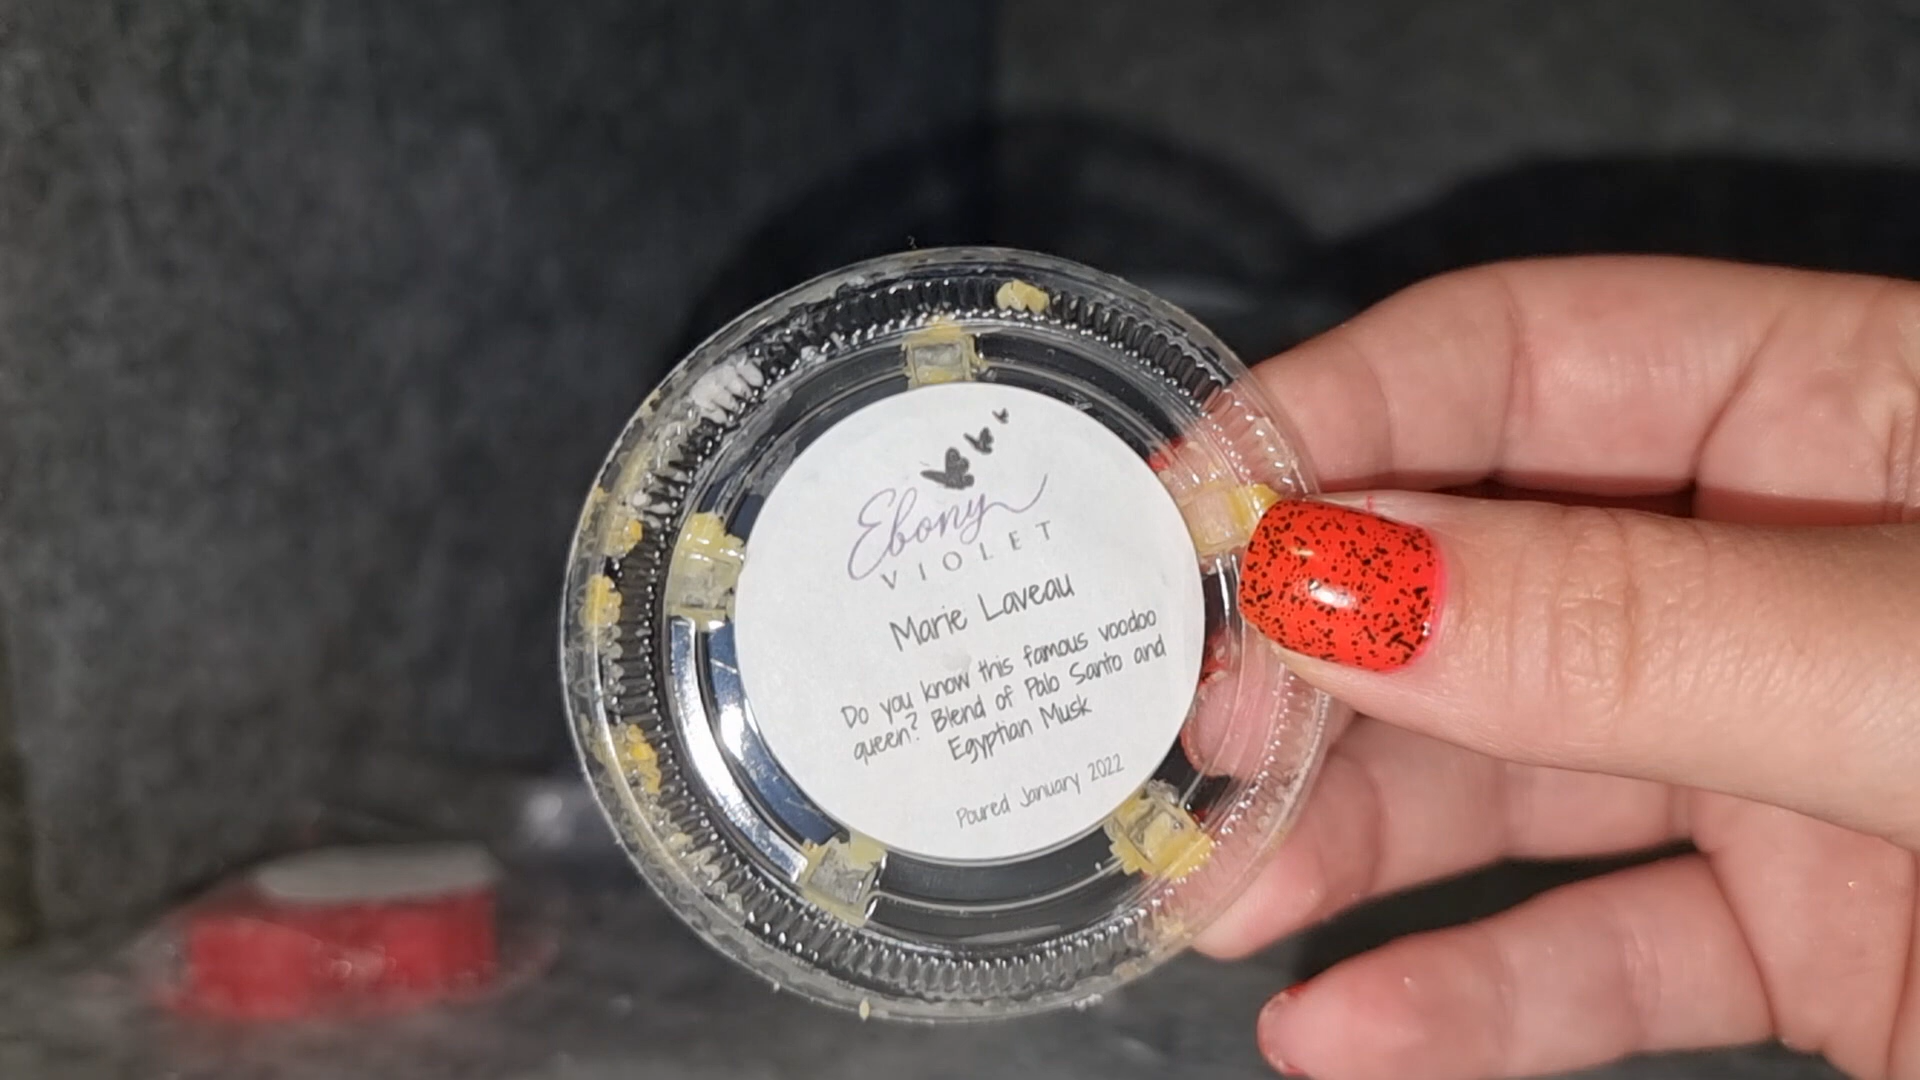 Ebony
VIOLET
Marie Laveau
Do you know this famous voodoo
queen? Blend of Palo Santo and
Egyptian Musk
Poured January 2022